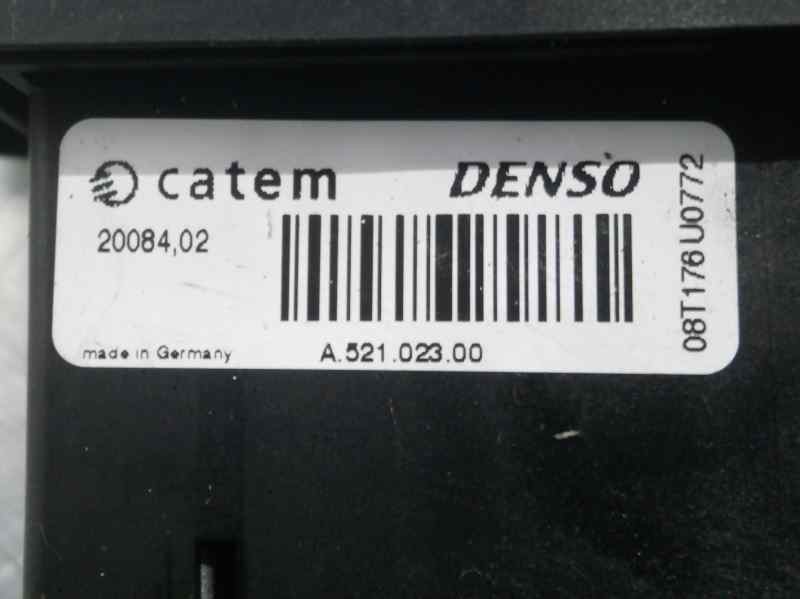 catem DENSO
20084,02
made in Germany A.521.023.00
08T176U0772